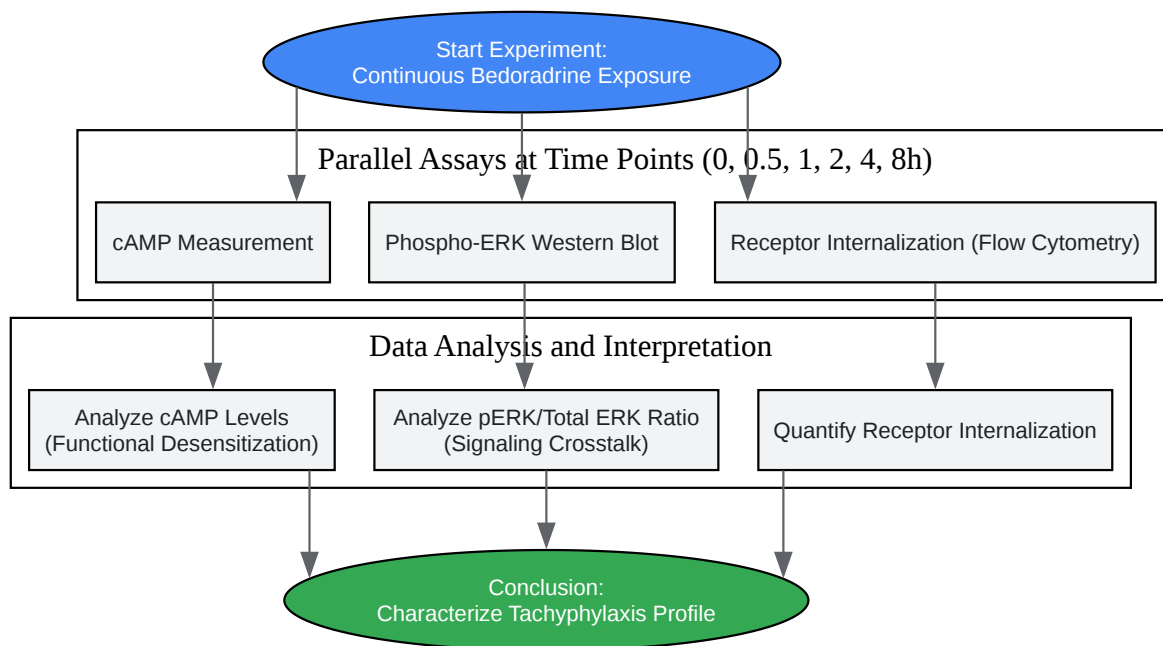 Start Experiment:
Continuous Bedoradrine Exposure
Parallel Assays at Time Points (0, 0.5, 1, 2, 4, 8h)
cAMP Measurement
Phospho-ERK Western Blot
Receptor Internalization (Flow Cytometry)
Data Analysis and Interpretation
Analyze cAMP Levels
(Functional Desensitization)
Analyze pERK/Total ERK Ratio
(Signaling Crosstalk)
Quantify Receptor Internalization
Conclusion:
Characterize Tachyphylaxis Profile